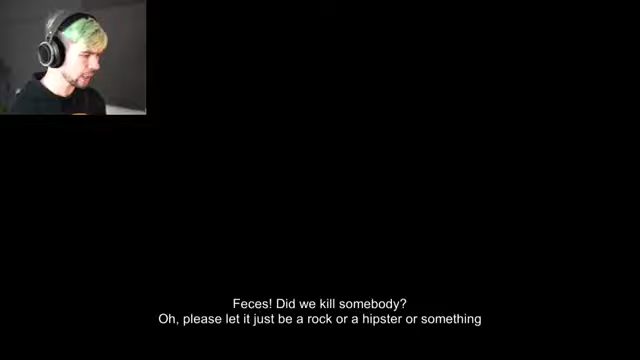 Feces! Did we kill somebody?
Oh, please let it just be a rock or a hipster or something